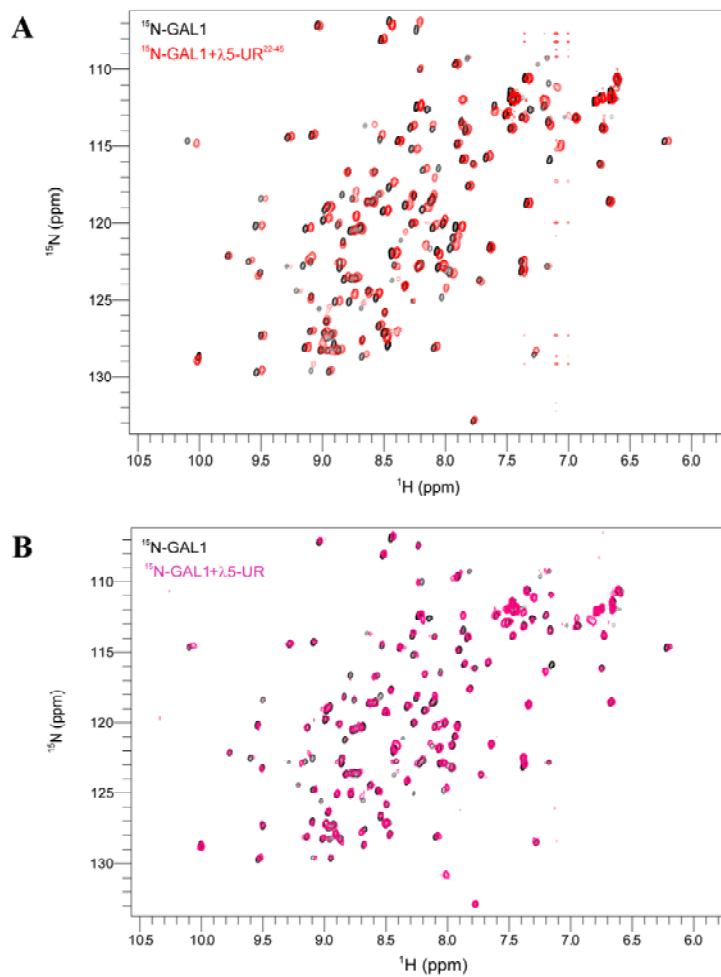 A
¹⁵N-GAL1
¹⁵N-GAL1+λ5-UR²²⁻⁴⁵
110
115
120
125
130
¹⁵N (ppm)
10.5 10.0 9.5 9.0 8.5 8.0 7.5 7.0 6.5 6.0
¹H (ppm)
B
¹⁵N-GAL1
¹⁵N-GAL1+λ5-UR
110
115
120
125
130
¹⁵N (ppm)
10.5 10.0 9.5 9.0 8.5 8.0 7.5 7.0 6.5 6.0
¹H (ppm)